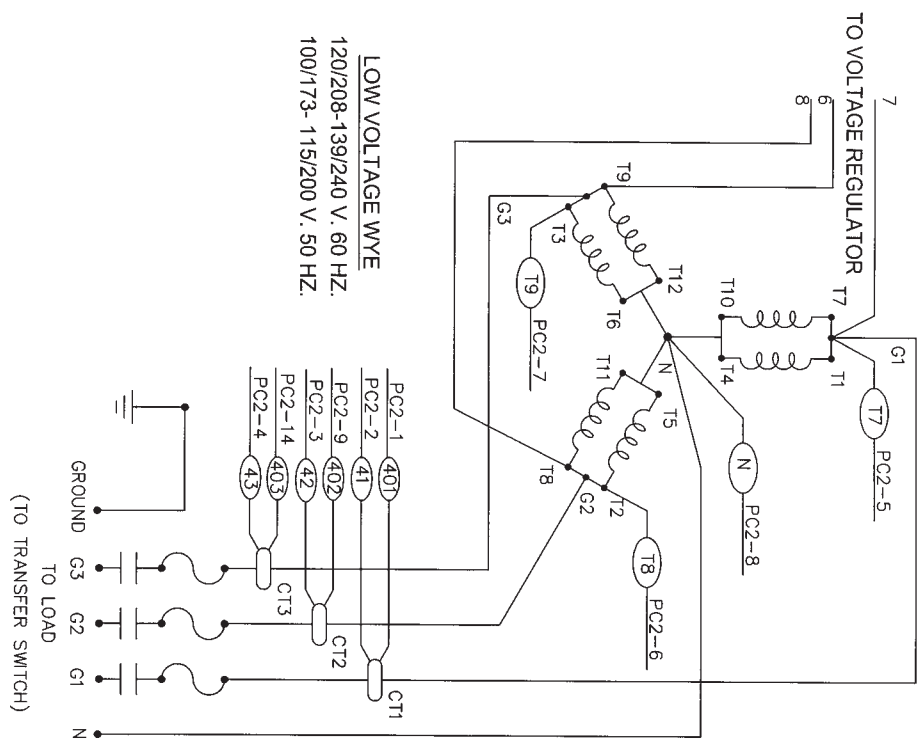 TO VOLTAGE REGULATOR
7
6
8
LOW VOLTAGE WYE
120/208-139/240 V. 60 HZ.
100/173- 115/200 V. 50 HZ.
T9
G3
T3
T12
T6
T9
PC2-7
T10
T7
T4
T1
G1
T7
PC2-5
N
N
PC2-8
T11
T5
T8
G2
T2
T8
PC2-6
PC2-4
PC2-14
PC2-3
PC2-9
PC2-2
PC2-1
43
403
42
402
41
401
CT3
CT2
CT1
GROUND
G3
G2
G1
N
TO LOAD
(TO TRANSFER SWITCH)